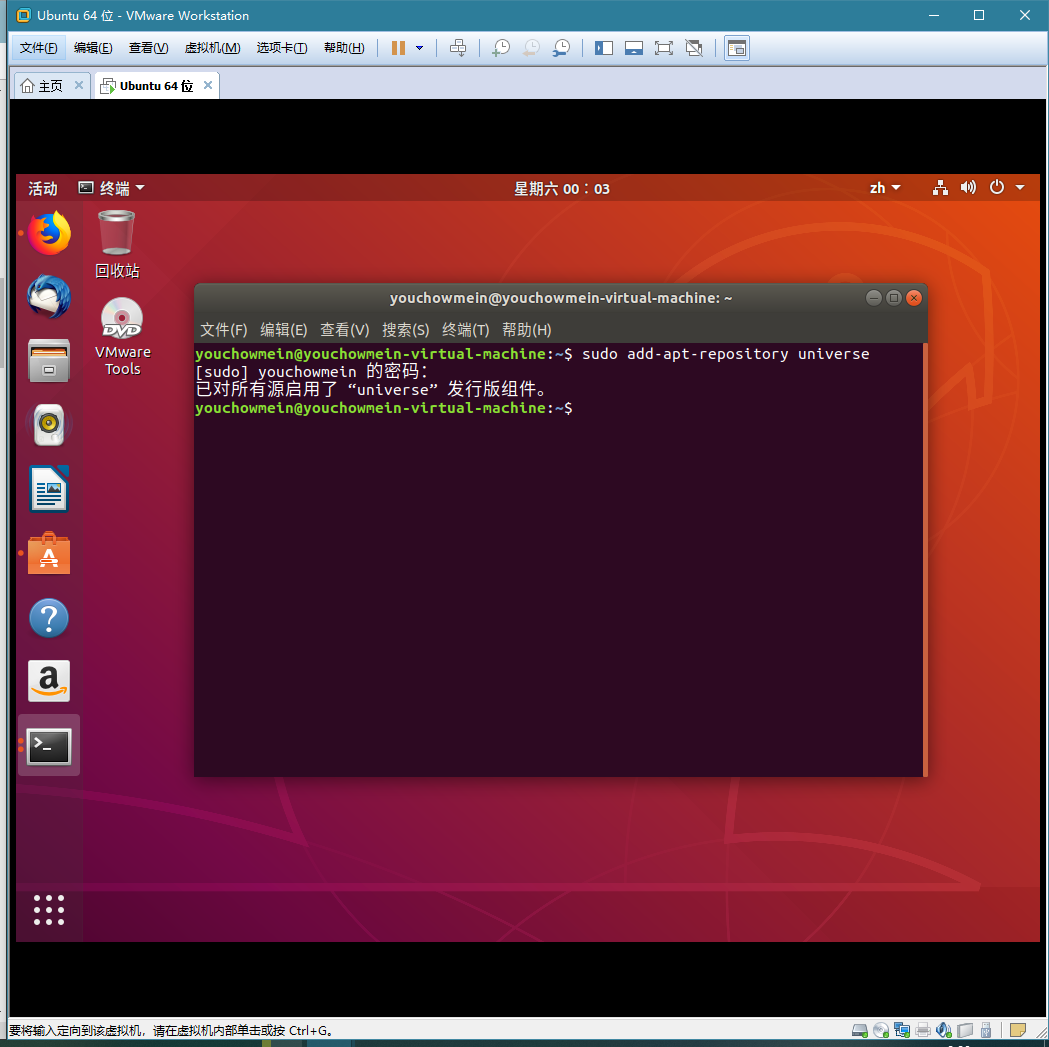 Ubuntu 64 位 - VMware Workstation
文件(F) 编辑(E) 查看(V) 虚拟机(M) 选项卡(T) 帮助(H)
主页 Ubuntu 64 位
活动 终端 星期六 00：03 zh
回收站
DVD
VMware
Tools
youchowmein@youchowmein-virtual-machine: ~
文件(F) 编辑(E) 查看(V) 搜索(S) 终端(T) 帮助(H)
youchowmein@youchowmein-virtual-machine:~$ sudo add-apt-repository universe
[sudo] youchowmein 的密码：
已对所有源启用了 “universe” 发行版组件。
youchowmein@youchowmein-virtual-machine:~$
要将输入定向到该虚拟机，请在虚拟机内部单击或按 Ctrl+G。